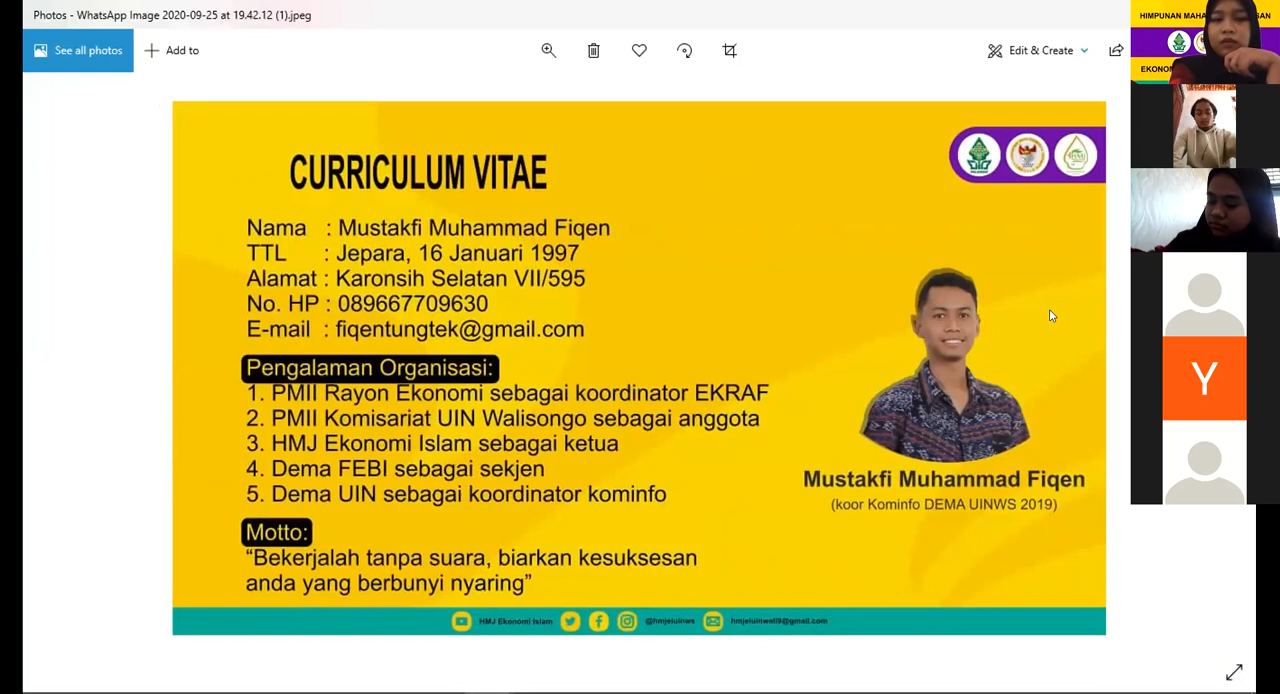 Photos - WhatsApp Image 2020-09-25 at 19.42.12 (1).jpeg
See all photos
Add to
Edit & Create
HIMPUNAN MAHA
EKONOM
CURRICULUM VITAE
Nama : Mustakfi Muhammad Fiqen
TTL : Jepara, 16 Januari 1997
Alamat : Karonsih Selatan VII/595
No. HP : 089667709630
E-mail : fiqentungtek@gmail.com
Pengalaman Organisasi:
1. PMII Rayon Ekonomi sebagai koordinator EKRAF
2. PMII Komisariat UIN Walisongo sebagai anggota
3. HMJ Ekonomi Islam sebagai ketua
4. Dema FEBI sebagai sekjen
5. Dema UIN sebagai koordinator kominfo
Motto:
“Bekerjalah tanpa suara, biarkan kesuksesan
anda yang berbunyi nyaring”
Mustakfi Muhammad Fiqen
(koor Kominfo DEMA UINWS 2019)
Y
HMJ Ekonomi Islam
@hmjeiuinws